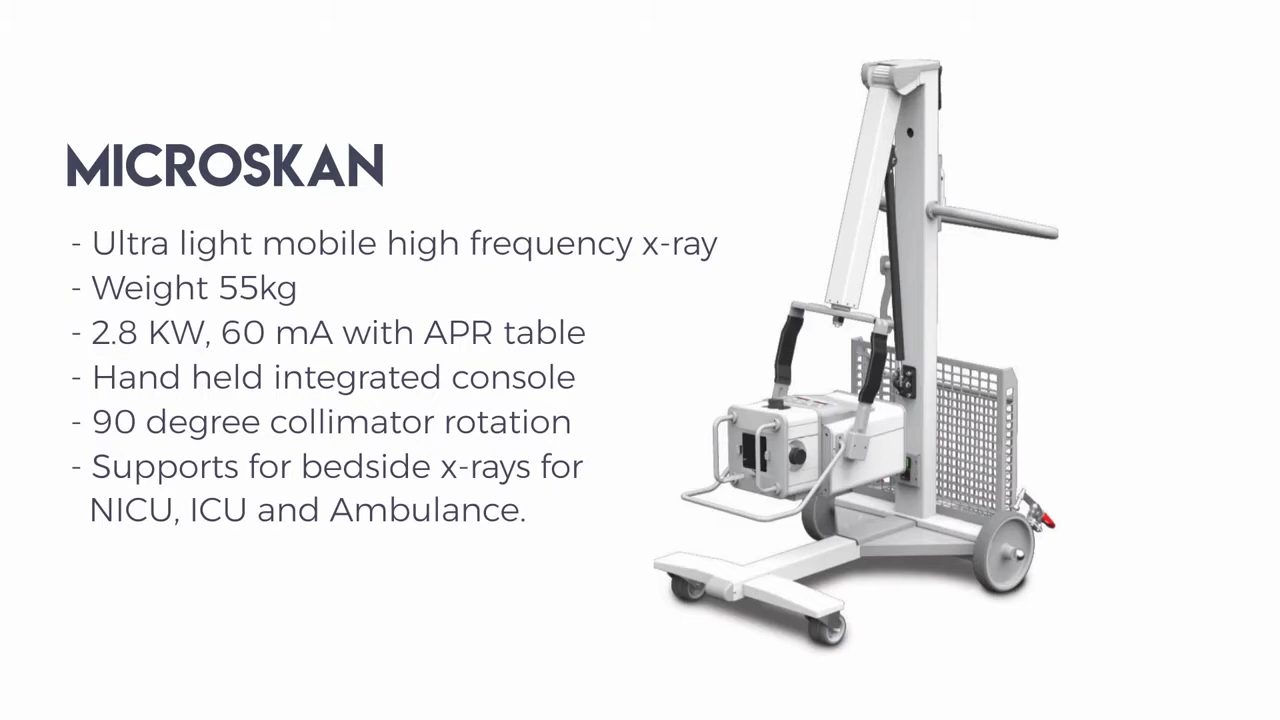 MICROSKAN
- Ultra light mobile high frequency x-ray
- Weight 55kg
- 2.8 KW, 60 mA with APR table
- Hand held integrated console
- 90 degree collimator rotation
- Supports for bedside x-rays for
NICU, ICU and Ambulance.